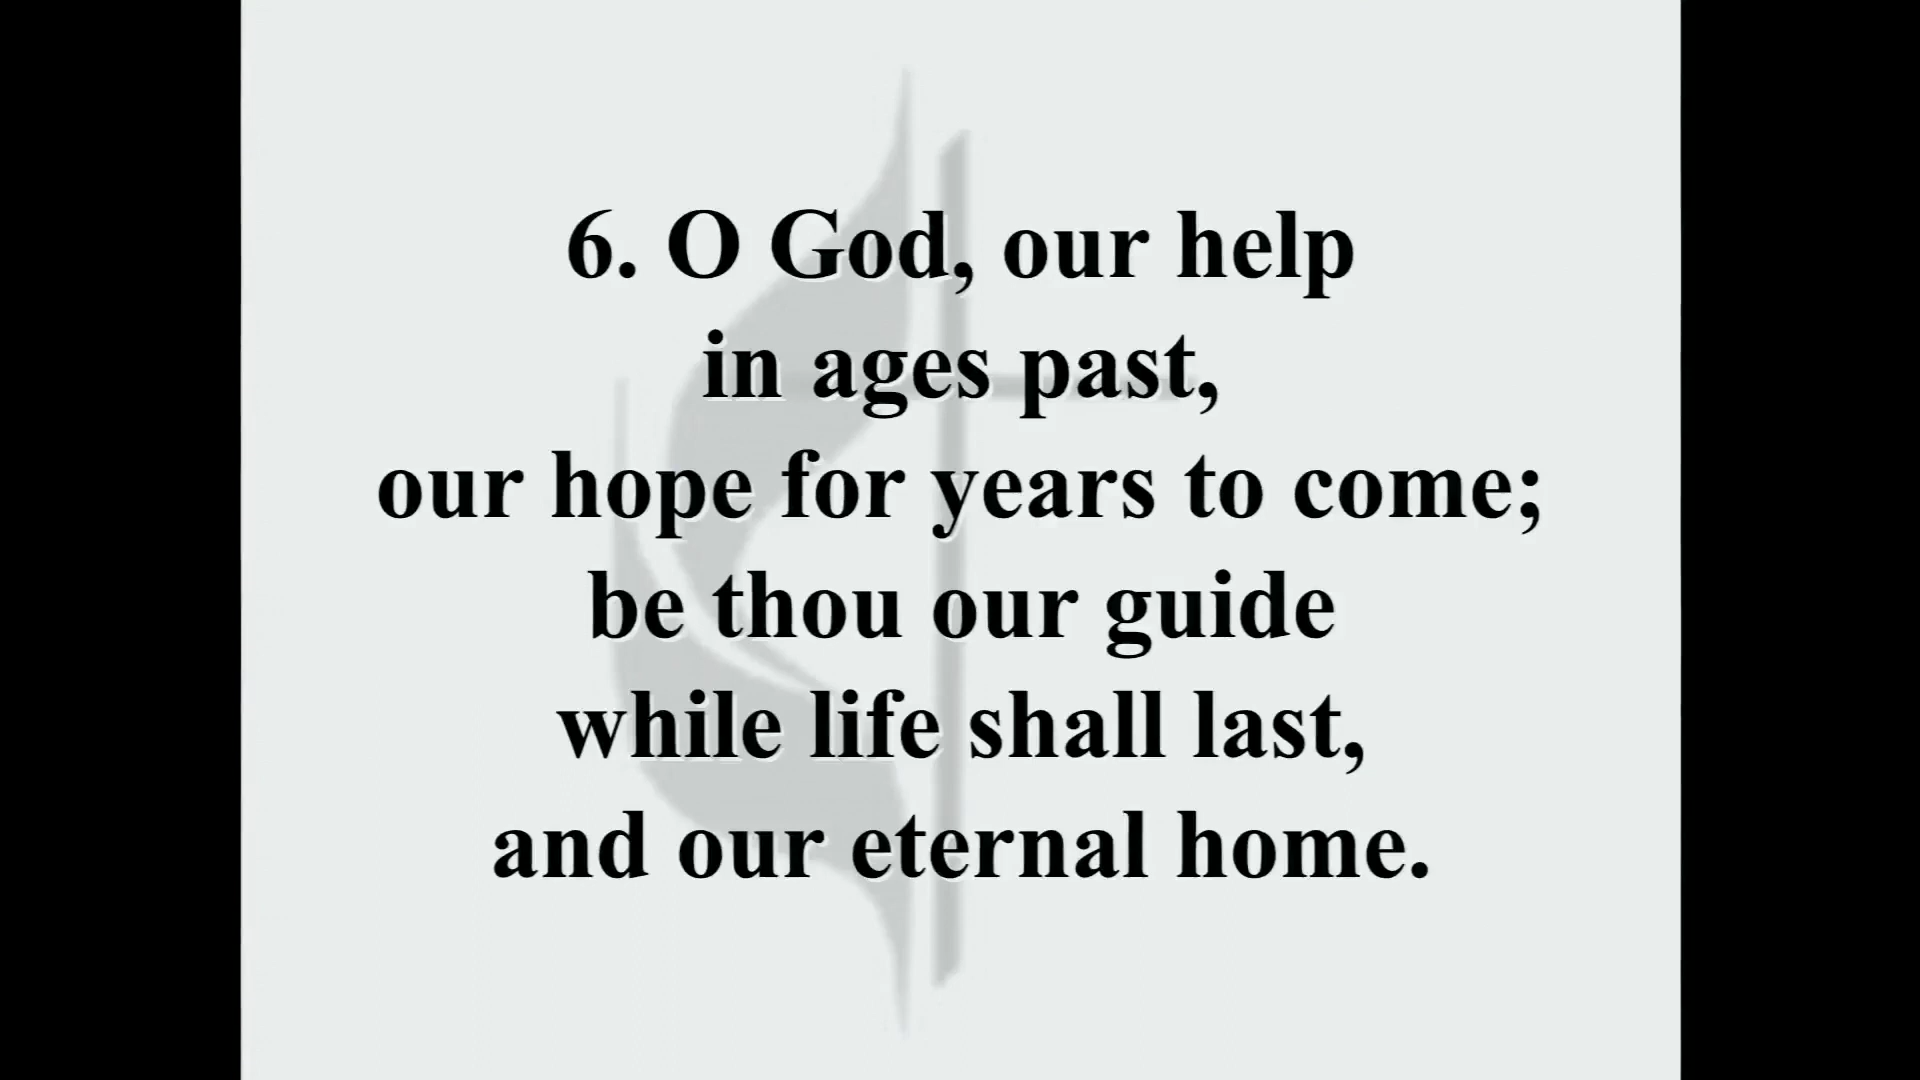 6. O God, our help
in ages past,
our hope for years to come;
be thou our guide
while life shall last,
and our eternal home.